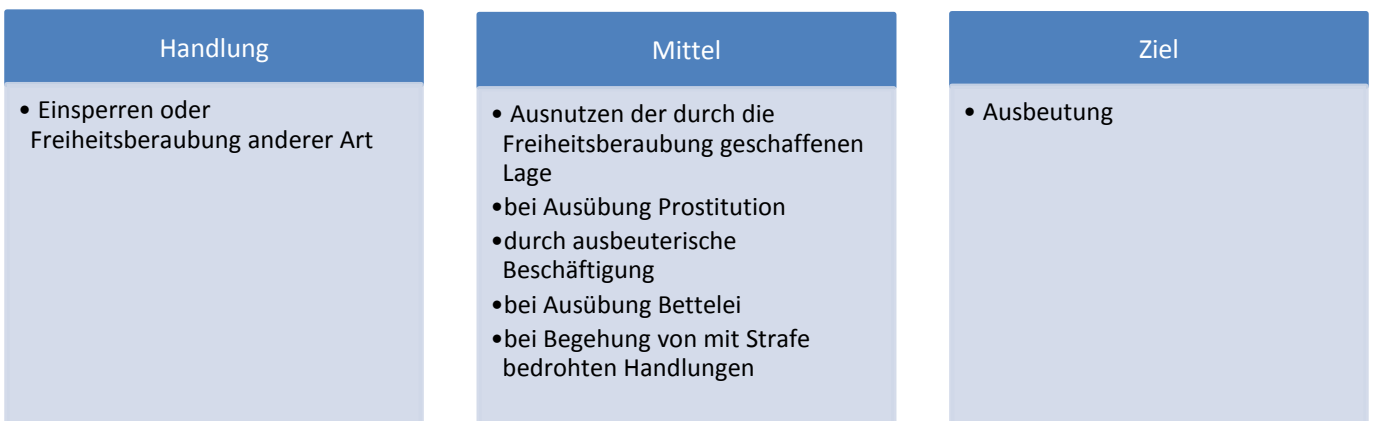 Handlung
• Einsperren oder
Freiheitsberaubung anderer Art
Mittel
• Ausnutzen der durch die
Freiheitsberaubung geschaffenen
Lage
•bei Ausübung Prostitution
•durch ausbeuterische
Beschäftigung
•bei Ausübung Bettelei
•bei Begehung von mit Strafe
bedrohten Handlungen
Ziel
• Ausbeutung